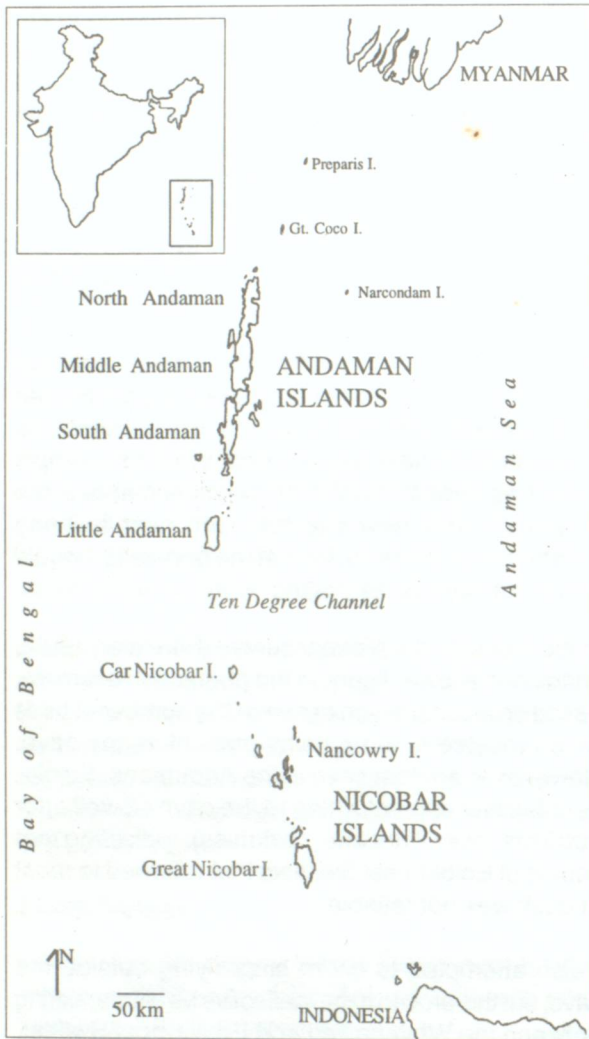 MYANMAR
Preparis I.
Gt. Coco I.
North Andaman
Narcondam I.
Middle Andaman
ANDAMAN
ISLANDS
South Andaman
Andaman Sea
Little Andaman
Ten Degree Channel
Bay of Bengal
Car Nicobar I.
Nancowry I.
NICOBAR
ISLANDS
Great Nicobar I.
N
50 km
INDONESIA